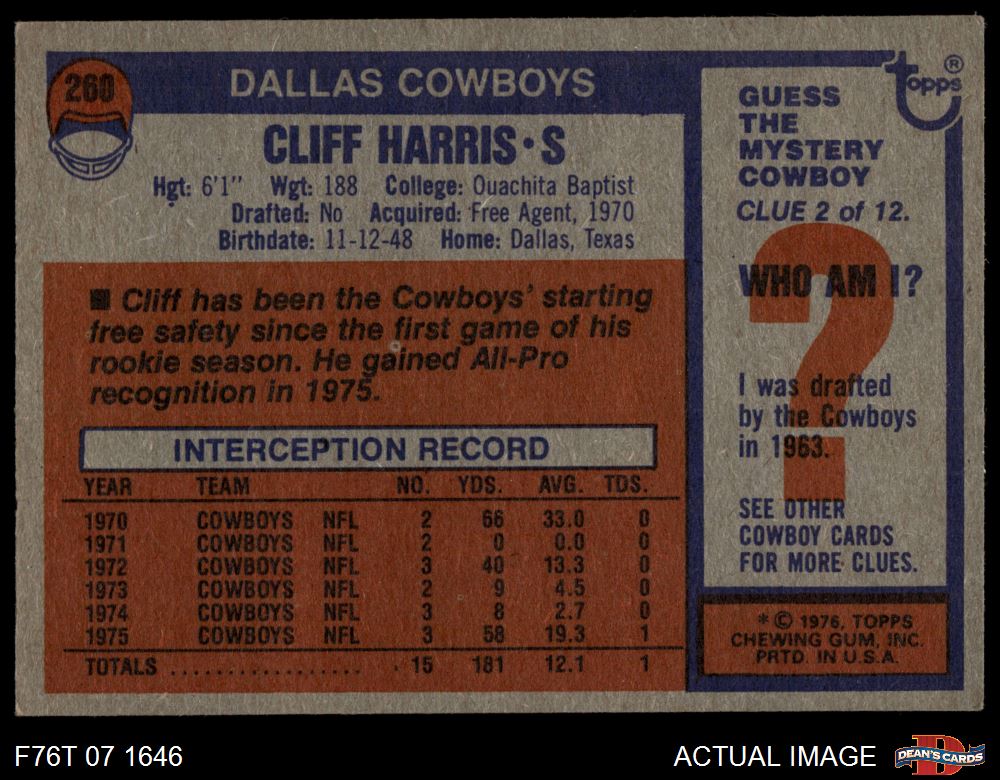 260
DALLAS COWBOYS
CLIFF HARRIS • S
Hgt: 6'1" Wgt: 188 College: Ouachita Baptist
Drafted: No Acquired: Free Agent, 1970
Birthdate: 11-12-48 Home: Dallas, Texas
■ Cliff has been the Cowboys' starting
free safety since the first game of his
rookie season. He gained All-Pro
recognition in 1975.
INTERCEPTION RECORD
YEAR TEAM NO. YDS. AVG. TDS.
1970 COWBOYS NFL 2 66 33.0 0
1971 COWBOYS NFL 2 0 0.0 0
1972 COWBOYS NFL 3 40 13.3 0
1973 COWBOYS NFL 2 9 4.5 0
1974 COWBOYS NFL 3 8 2.7 0
1975 COWBOYS NFL 3 58 19.3 1
TOTALS ................. 15 181 12.1 1
topps ®
GUESS
THE
MYSTERY
COWBOY
CLUE 2 of 12.
?
WHO AM I?
I was drafted
by the Cowboys
in 1963.
SEE OTHER
COWBOY CARDS
FOR MORE CLUES.
* © 1976, TOPPS
CHEWING GUM, INC.
PRTD. IN U.S.A.
F76T 07 1646
ACTUAL IMAGE
D
DEAN'S CARDS